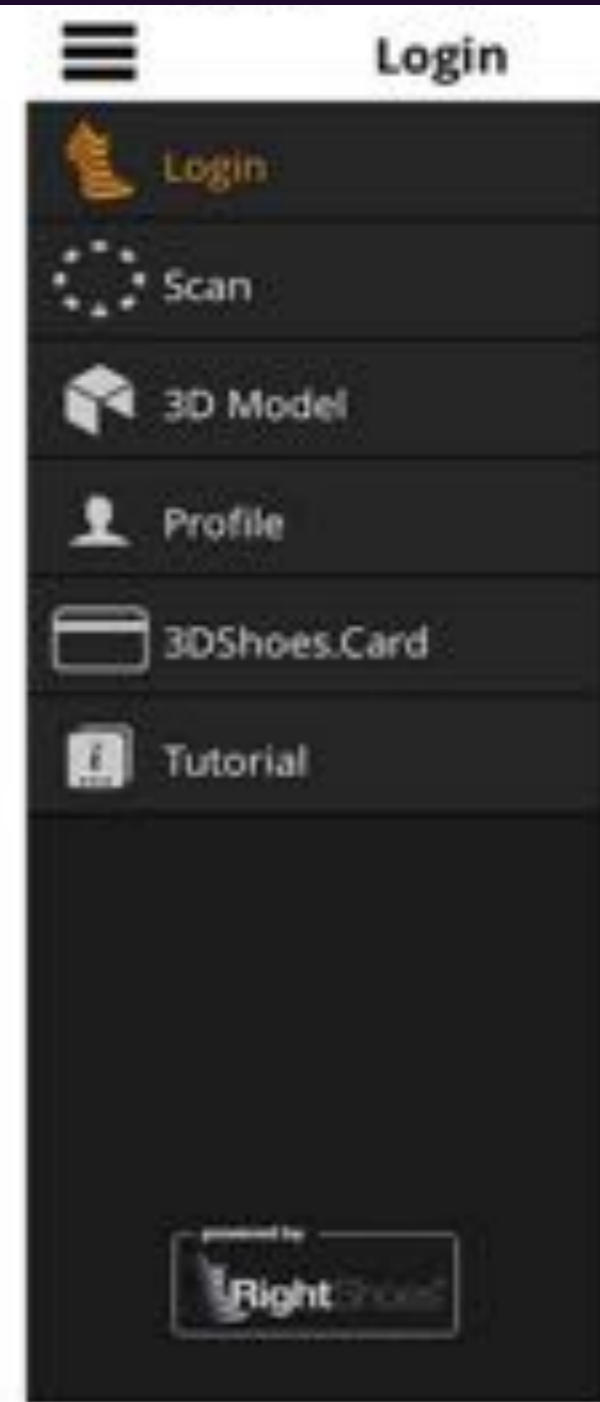 Login
Login
Scan
3D Model
Profile
3DShoes.Card
Tutorial
powered by
RightShoes